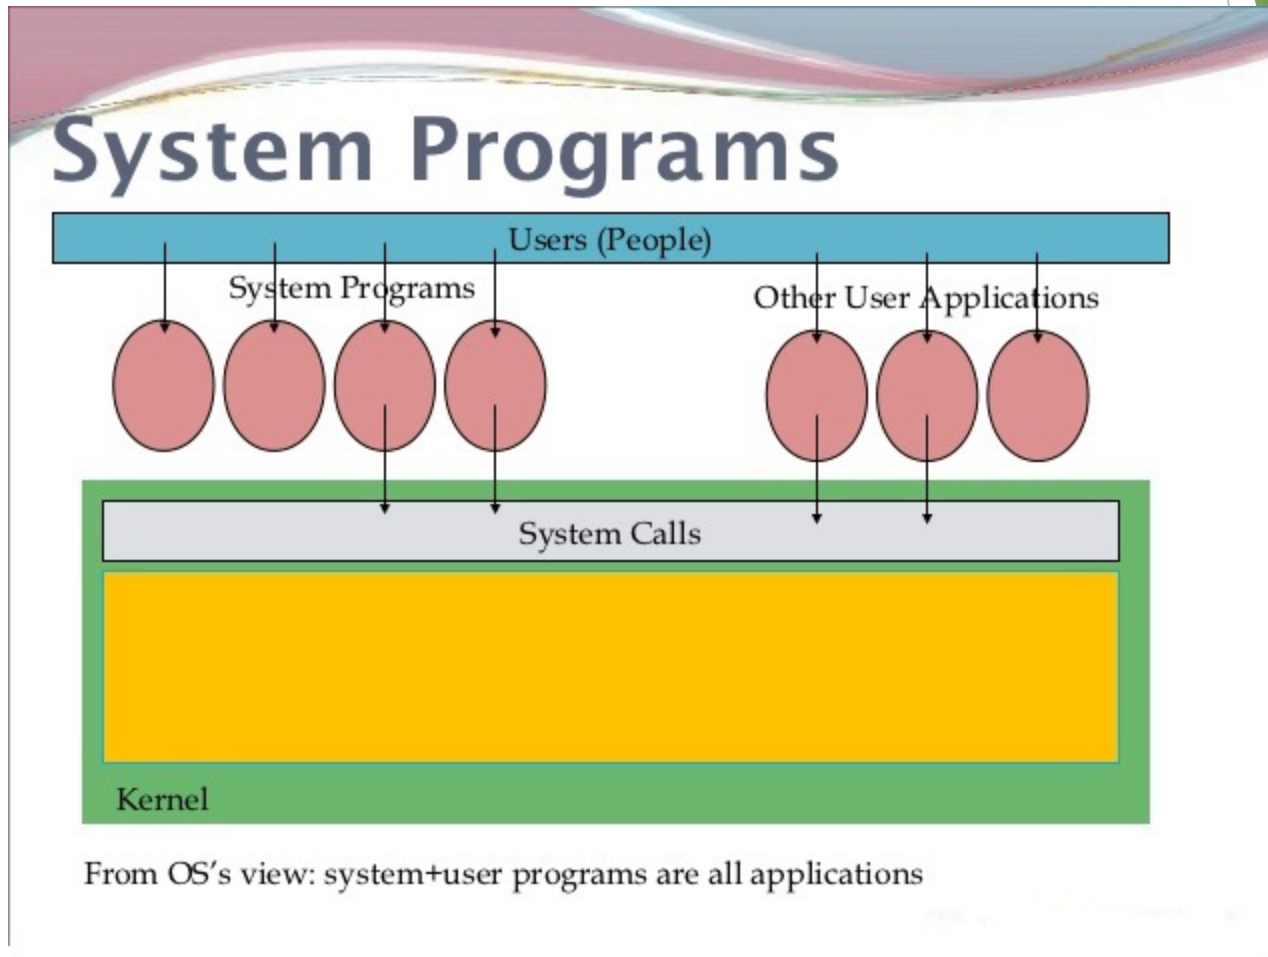 System Programs
Users (People)
System Programs
Other User Applications
System Calls
Kernel
From OS’s view: system+user programs are all applications